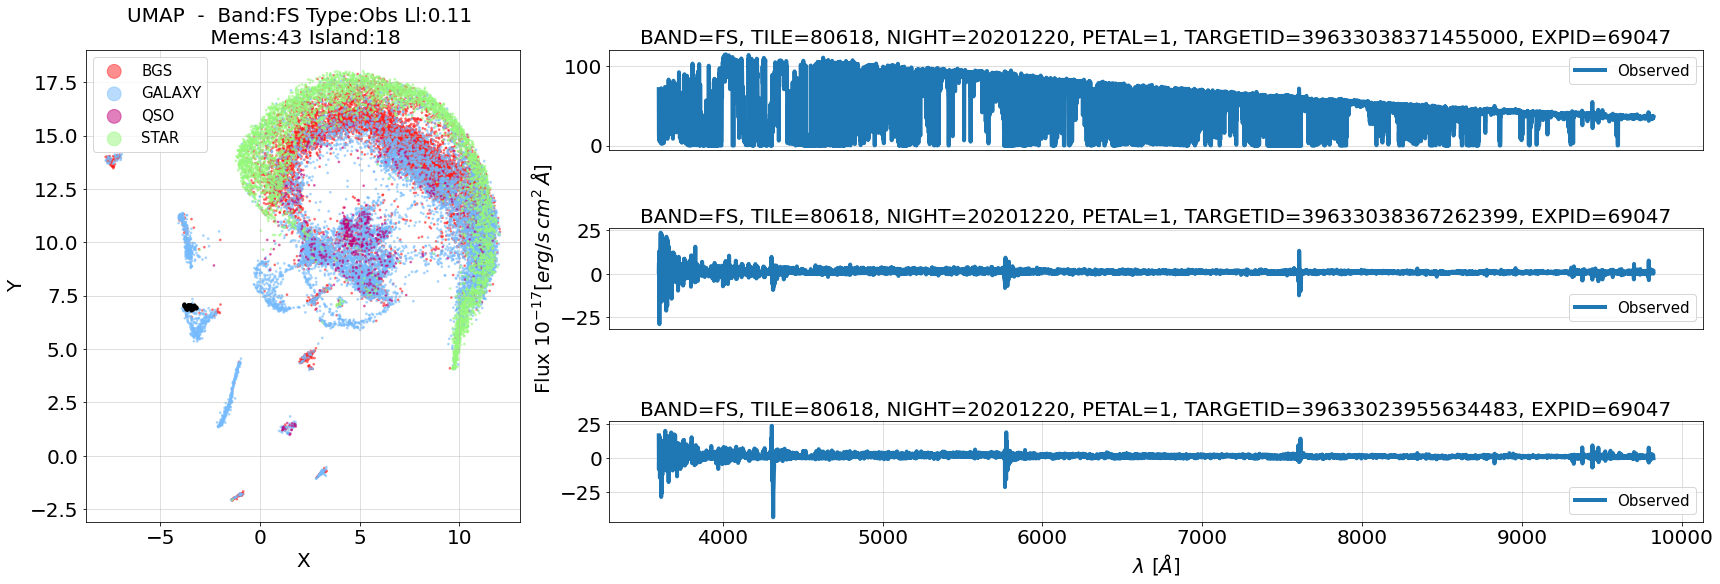 UMAP - Band:FS Type:Obs Ll:0.11
Mems:43 Island:18
BGS
GALAXY
QSO
STAR
17.5
15.0
12.5
10.0
7.5
5.0
2.5
0.0
−2.5
Y
−5
0
5
10
X
Flux 10⁻¹⁷[erg/s cm² Å]
BAND=FS, TILE=80618, NIGHT=20201220, PETAL=1, TARGETID=39633038371455000, EXPID=69047
100
0
Observed
BAND=FS, TILE=80618, NIGHT=20201220, PETAL=1, TARGETID=39633038367262399, EXPID=69047
25
0
−25
Observed
BAND=FS, TILE=80618, NIGHT=20201220, PETAL=1, TARGETID=39633023955634483, EXPID=69047
25
0
−25
Observed
4000
5000
6000
7000
8000
9000
10000
λ [Å]